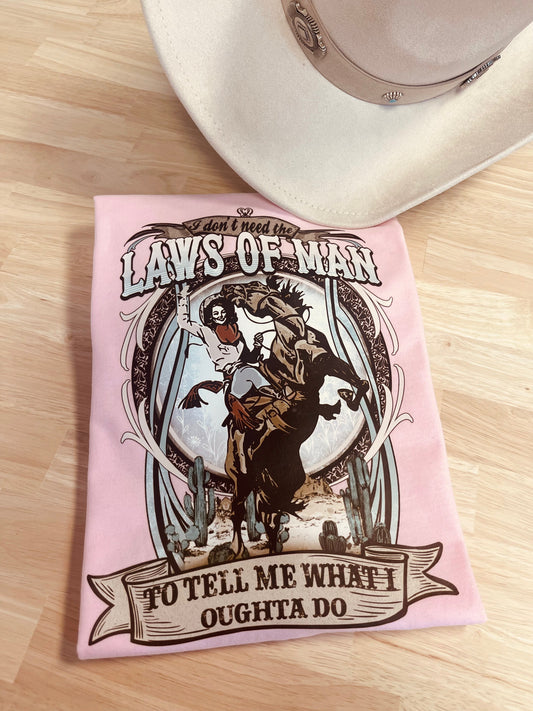 I don't need the
LAWS OF MAN
TO TELL ME WHAT I
OUGHTA DO